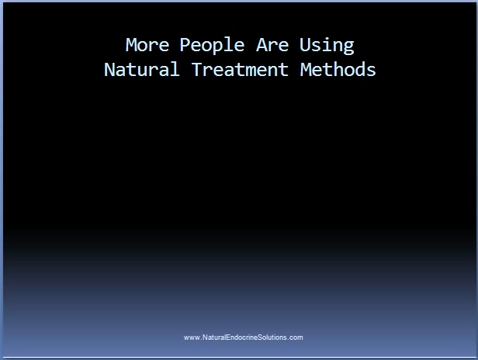 More People Are Using
Natural Treatment Methods
www.NaturalEndocrineSolutions.com